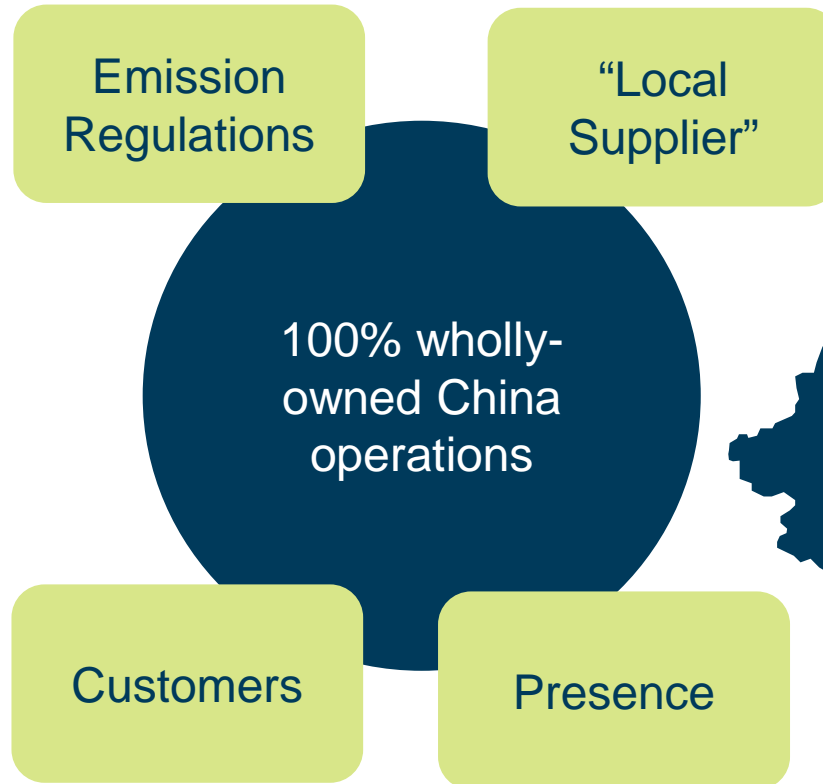 Emission
Regulations
“Local
Supplier”
100% wholly-
owned China
operations
Customers
Presence